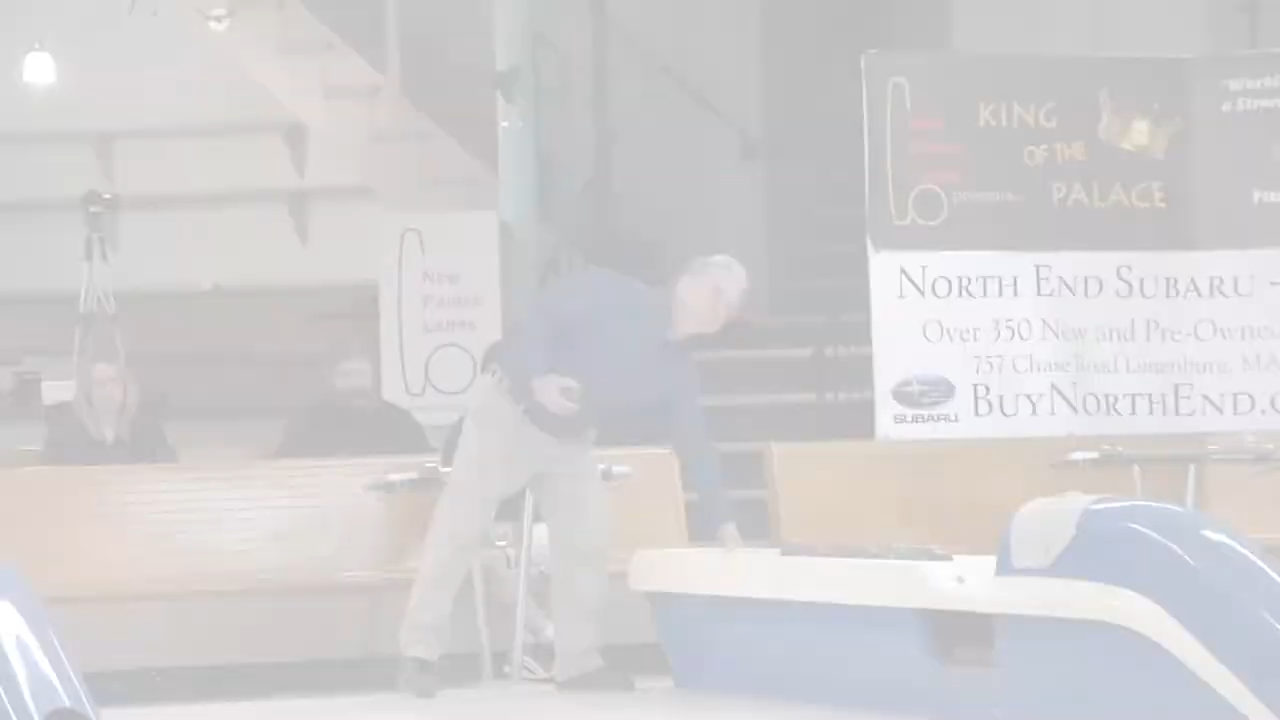 KING
OF THE
PALACE
presents...
New
Palace
Lanes
NORTH END SUBARU -
Over 350 New and Pre-Owned
757 Chase Road Lunenburg, MA
SUBARU
BUYNORTHEND.